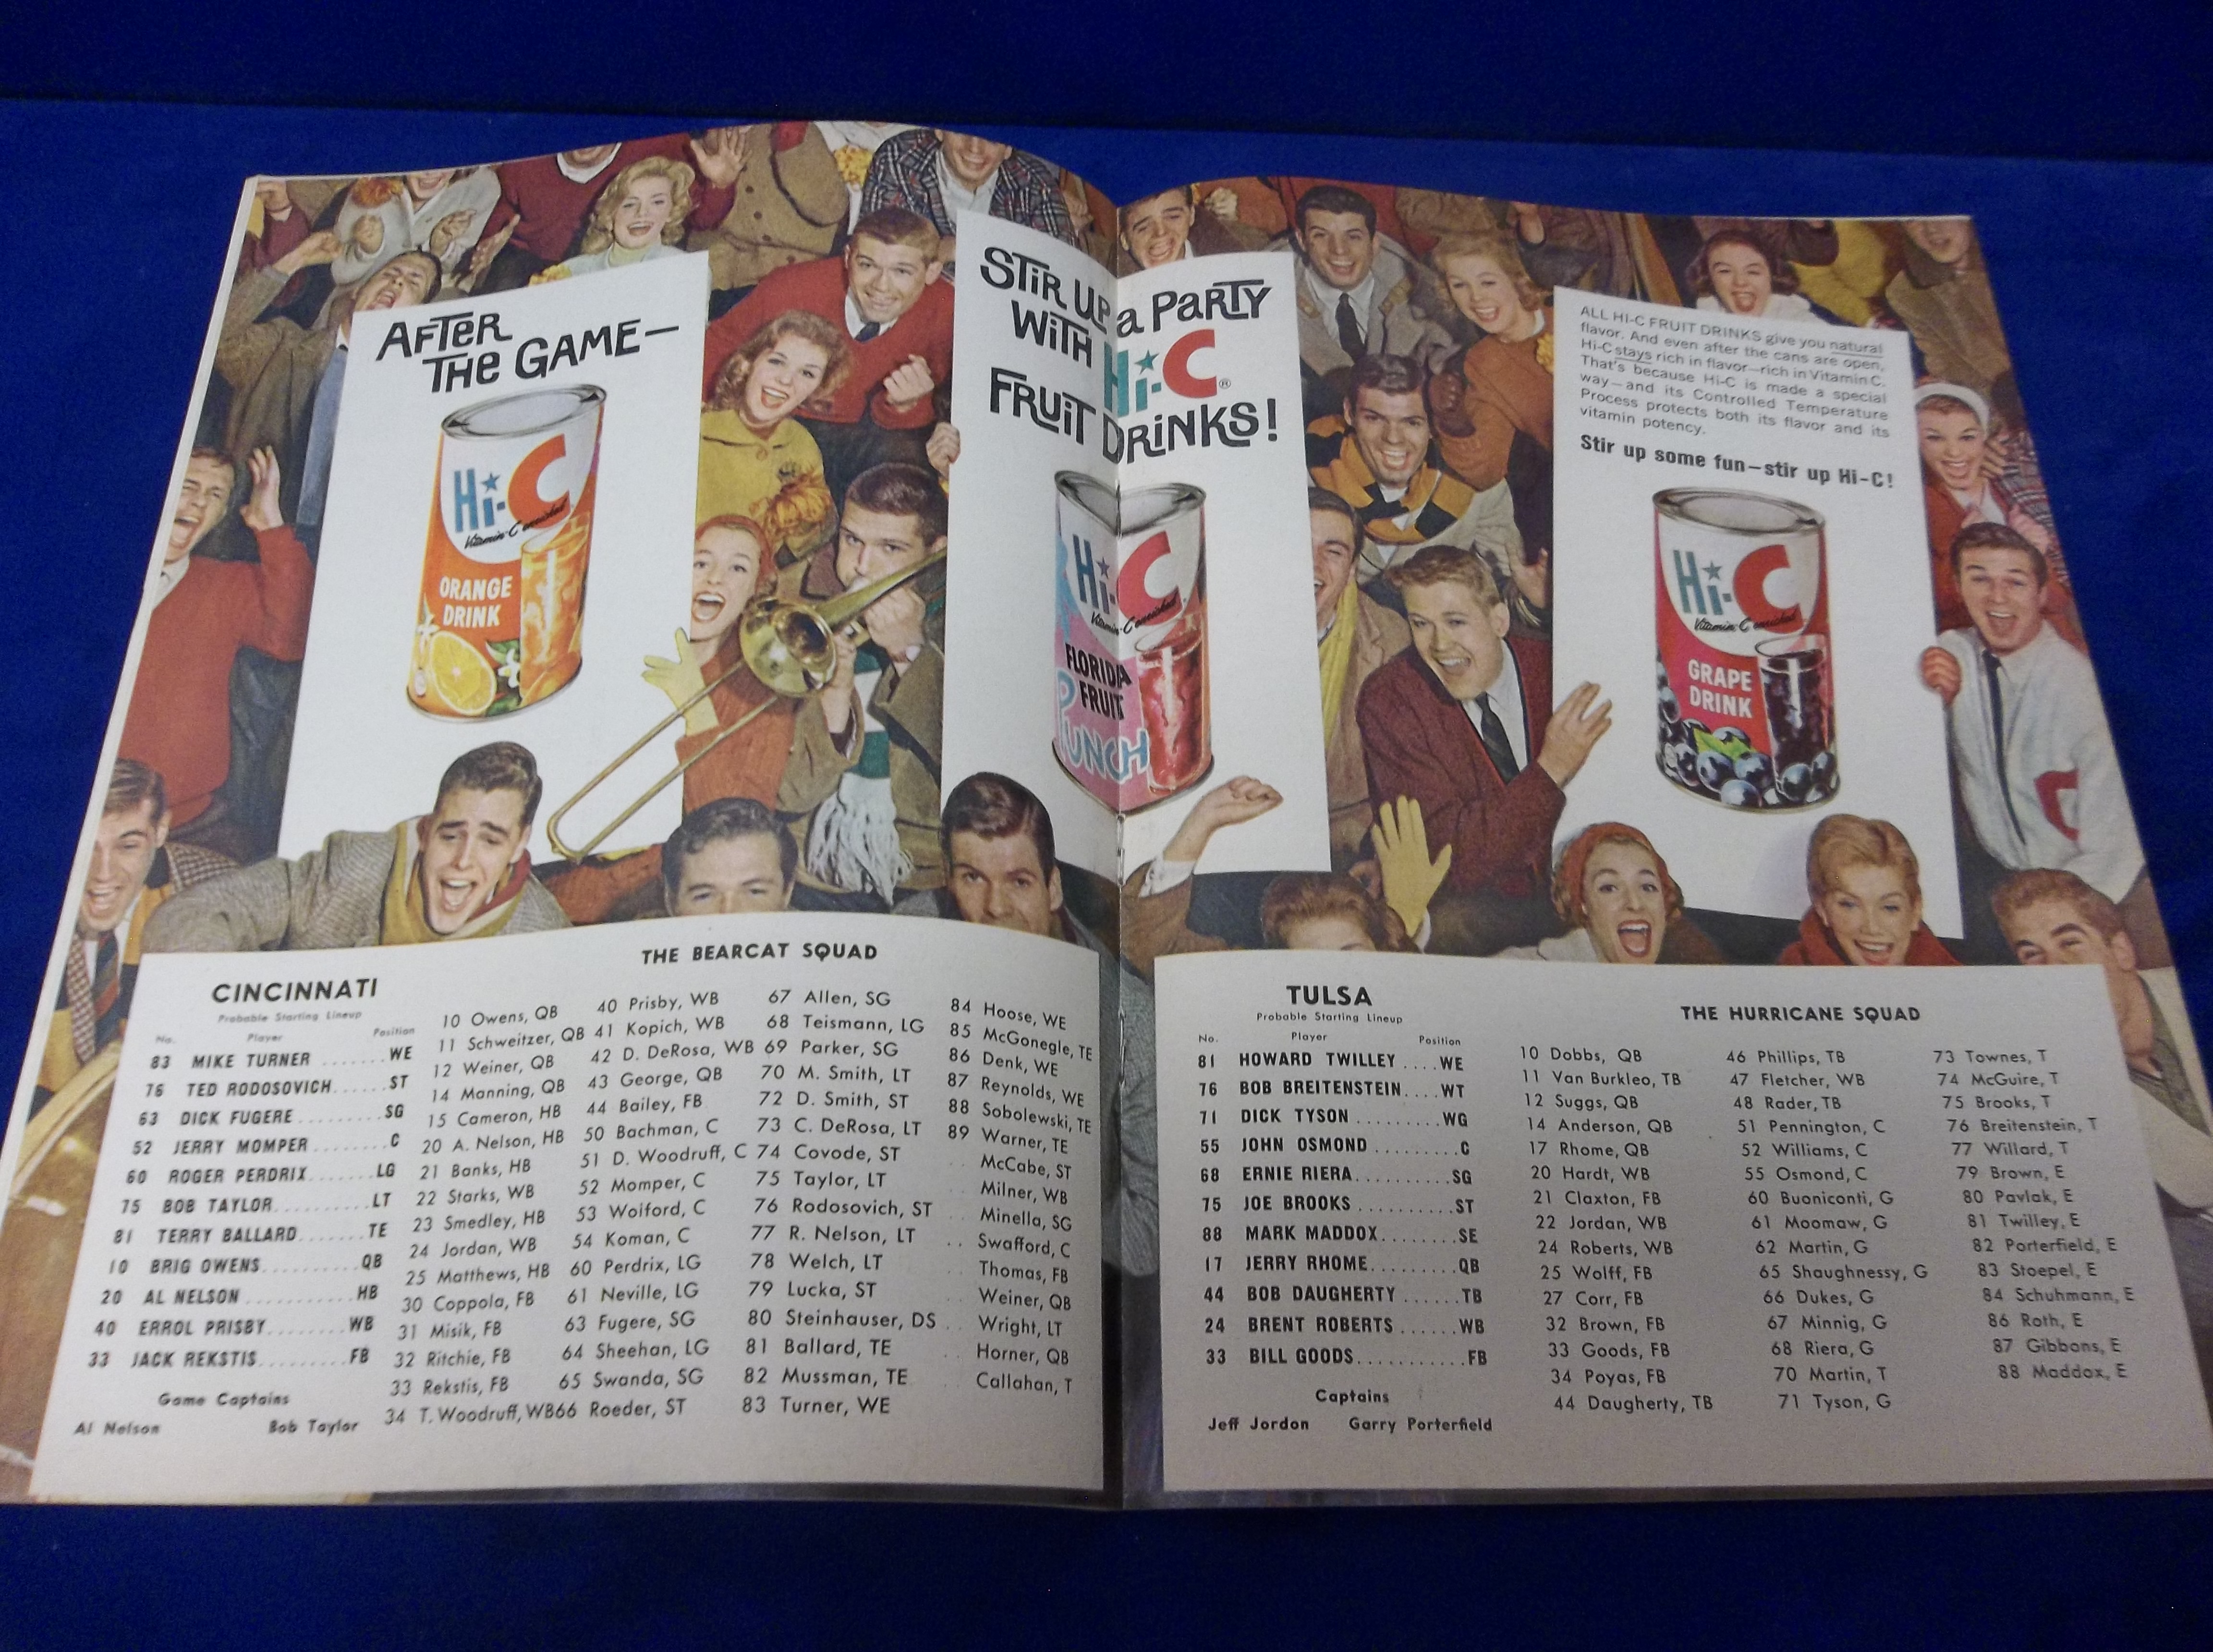 AFTER
THE GAME—
Hi-C
Vitamin-C enriched
ORANGE
DRINK
STIR UP a PARTY
WITH Hi-C®
FRUIT DRINKS!
Hi-C
Vitamin-C enriched
FLORIDA
FRUIT
PUNCH
ALL HI-C FRUIT DRINKS give you natural
flavor. And even after the cans are open,
Hi-C stays rich in flavor—rich in Vitamin C.
That's because Hi-C is made a special
way—and its Controlled Temperature
Process protects both its flavor and its
vitamin potency.
Stir up some fun—stir up Hi-C!
Hi-C
Vitamin-C enriched
GRAPE
DRINK
C
THE BEARCAT SQUAD
CINCINNATI
Probable Starting Lineup
No. Player Position
83 MIKE TURNER .......WE
76 TED RODOSOVICH......ST
63 DICK FUGERE .........SG
52 JERRY MOMPER ........C
60 ROGER PERDRIX.......LG
75 BOB TAYLOR..........LT
81 TERRY BALLARD.......TE
10 BRIG OWENS..........QB
20 AL NELSON ...........HB
40 ERROL PRISBY........WB
33 JACK REKSTIS.........FB
Game Captains
Al Nelson Bob Taylor
10 Owens, QB
11 Schweitzer, QB
12 Weiner, QB
14 Manning, QB
15 Cameron, HB
20 A. Nelson, HB
21 Banks, HB
22 Starks, WB
23 Smedley, HB
24 Jordan, WB
25 Matthews, HB
30 Coppola, FB
31 Misik, FB
32 Ritchie, FB
33 Rekstis, FB
34 T. Woodruff, WB
40 Prisby, WB
41 Kopich, WB
42 D. DeRosa, WB
43 George, QB
44 Bailey, FB
50 Bachman, C
51 D. Woodruff, C
52 Momper, C
53 Wolford, C
54 Koman, C
60 Perdrix, LG
61 Neville, LG
63 Fugere, SG
64 Sheehan, LG
65 Swanda, SG
66 Roeder, ST
67 Allen, SG
68 Teismann, LG
69 Parker, SG
70 M. Smith, LT
72 D. Smith, ST
73 C. DeRosa, LT
74 Covode, ST
75 Taylor, LT
76 Rodosovich, ST
77 R. Nelson, LT
78 Welch, LT
79 Lucka, ST
80 Steinhauser, DS
81 Ballard, TE
82 Mussman, TE
83 Turner, WE
84 Hoose, WE
85 McGonegle, TE
86 Denk, WE
87 Reynolds, WE
88 Sobolewski, TE
89 Warner, TE
.. McCabe, ST
.. Milner, WB
.. Minella, SG
.. Swafford, C
.. Thomas, FB
.. Weiner, QB
.. Wright, LT
.. Horner, QB
.. Callahan, T
TULSA
Probable Starting Lineup
No. Player Position
81 HOWARD TWILLEY ....WE
76 BOB BREITENSTEIN....WT
71 DICK TYSON .........WG
55 JOHN OSMOND .........C
68 ERNIE RIERA..........SG
75 JOE BROOKS ..........ST
88 MARK MADDOX........SE
17 JERRY RHOME.........QB
44 BOB DAUGHERTY ......TB
24 BRENT ROBERTS ......WB
33 BILL GOODS...........FB
Captains
Jeff Jordon Garry Porterfield
THE HURRICANE SQUAD
10 Dobbs, QB
11 Van Burkleo, TB
12 Suggs, QB
14 Anderson, QB
17 Rhome, QB
20 Hardt, WB
21 Claxton, FB
22 Jordan, WB
24 Roberts, WB
25 Wolff, FB
27 Corr, FB
32 Brown, FB
33 Goods, FB
34 Poyas, FB
44 Daugherty, TB
46 Phillips, TB
47 Fletcher, WB
48 Rader, TB
51 Pennington, C
52 Williams, C
55 Osmond, C
60 Buoniconti, G
61 Moomaw, G
62 Martin, G
65 Shaughnessy, G
66 Dukes, G
67 Minnig, G
68 Riera, G
70 Martin, T
71 Tyson, G
73 Townes, T
74 McGuire, T
75 Brooks, T
76 Breitenstein, T
77 Willard, T
79 Brown, E
80 Pavlak, E
81 Twilley, E
82 Porterfield, E
83 Stoepel, E
84 Schuhmann, E
86 Roth, E
87 Gibbons, E
88 Maddox, E